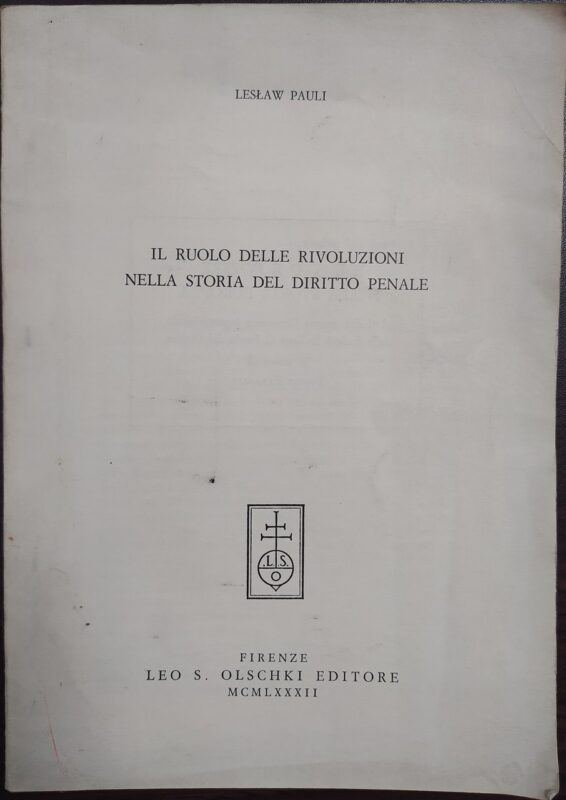 LESŁAW PAULI
IL RUOLO DELLE RIVOLUZIONI
NELLA STORIA DEL DIRITTO PENALE
.L.S.
O
FIRENZE
LEO S. OLSCHKI EDITORE
MCMLXXXII